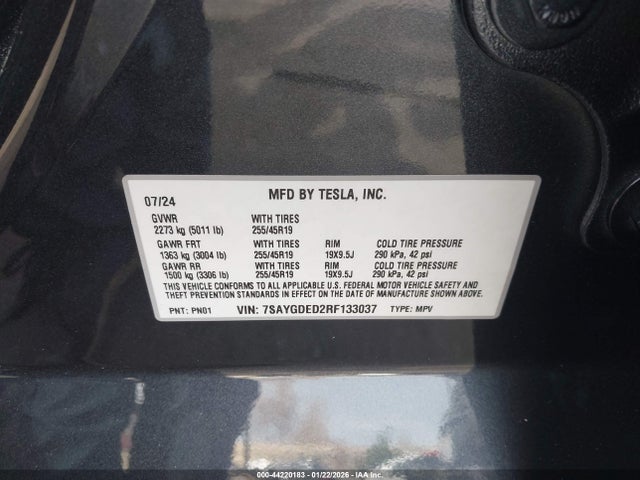 07/24 MFD BY TESLA, INC.
GVWR WITH TIRES
2273 kg (5011 lb) 255/45R19
GAWR FRT WITH TIRES RIM COLD TIRE PRESSURE
1363 kg (3004 lb) 255/45R19 19X9.5J 290 kPa, 42 psi
GAWR RR WITH TIRES RIM COLD TIRE PRESSURE
1500 kg (3306 lb) 255/45R19 19X9.5J 290 kPa, 42 psi
THIS VEHICLE CONFORMS TO ALL APPLICABLE U.S. FEDERAL MOTOR VEHICLE SAFETY AND
THEFT PREVENTION STANDARDS IN EFFECT ON THE DATE OF MANUFACTURE SHOWN ABOVE.
PNT: PN01 VIN: 7SAYGDED2RF133037 TYPE: MPV
000-44220183 - 01/22/2026 - IAA Inc.